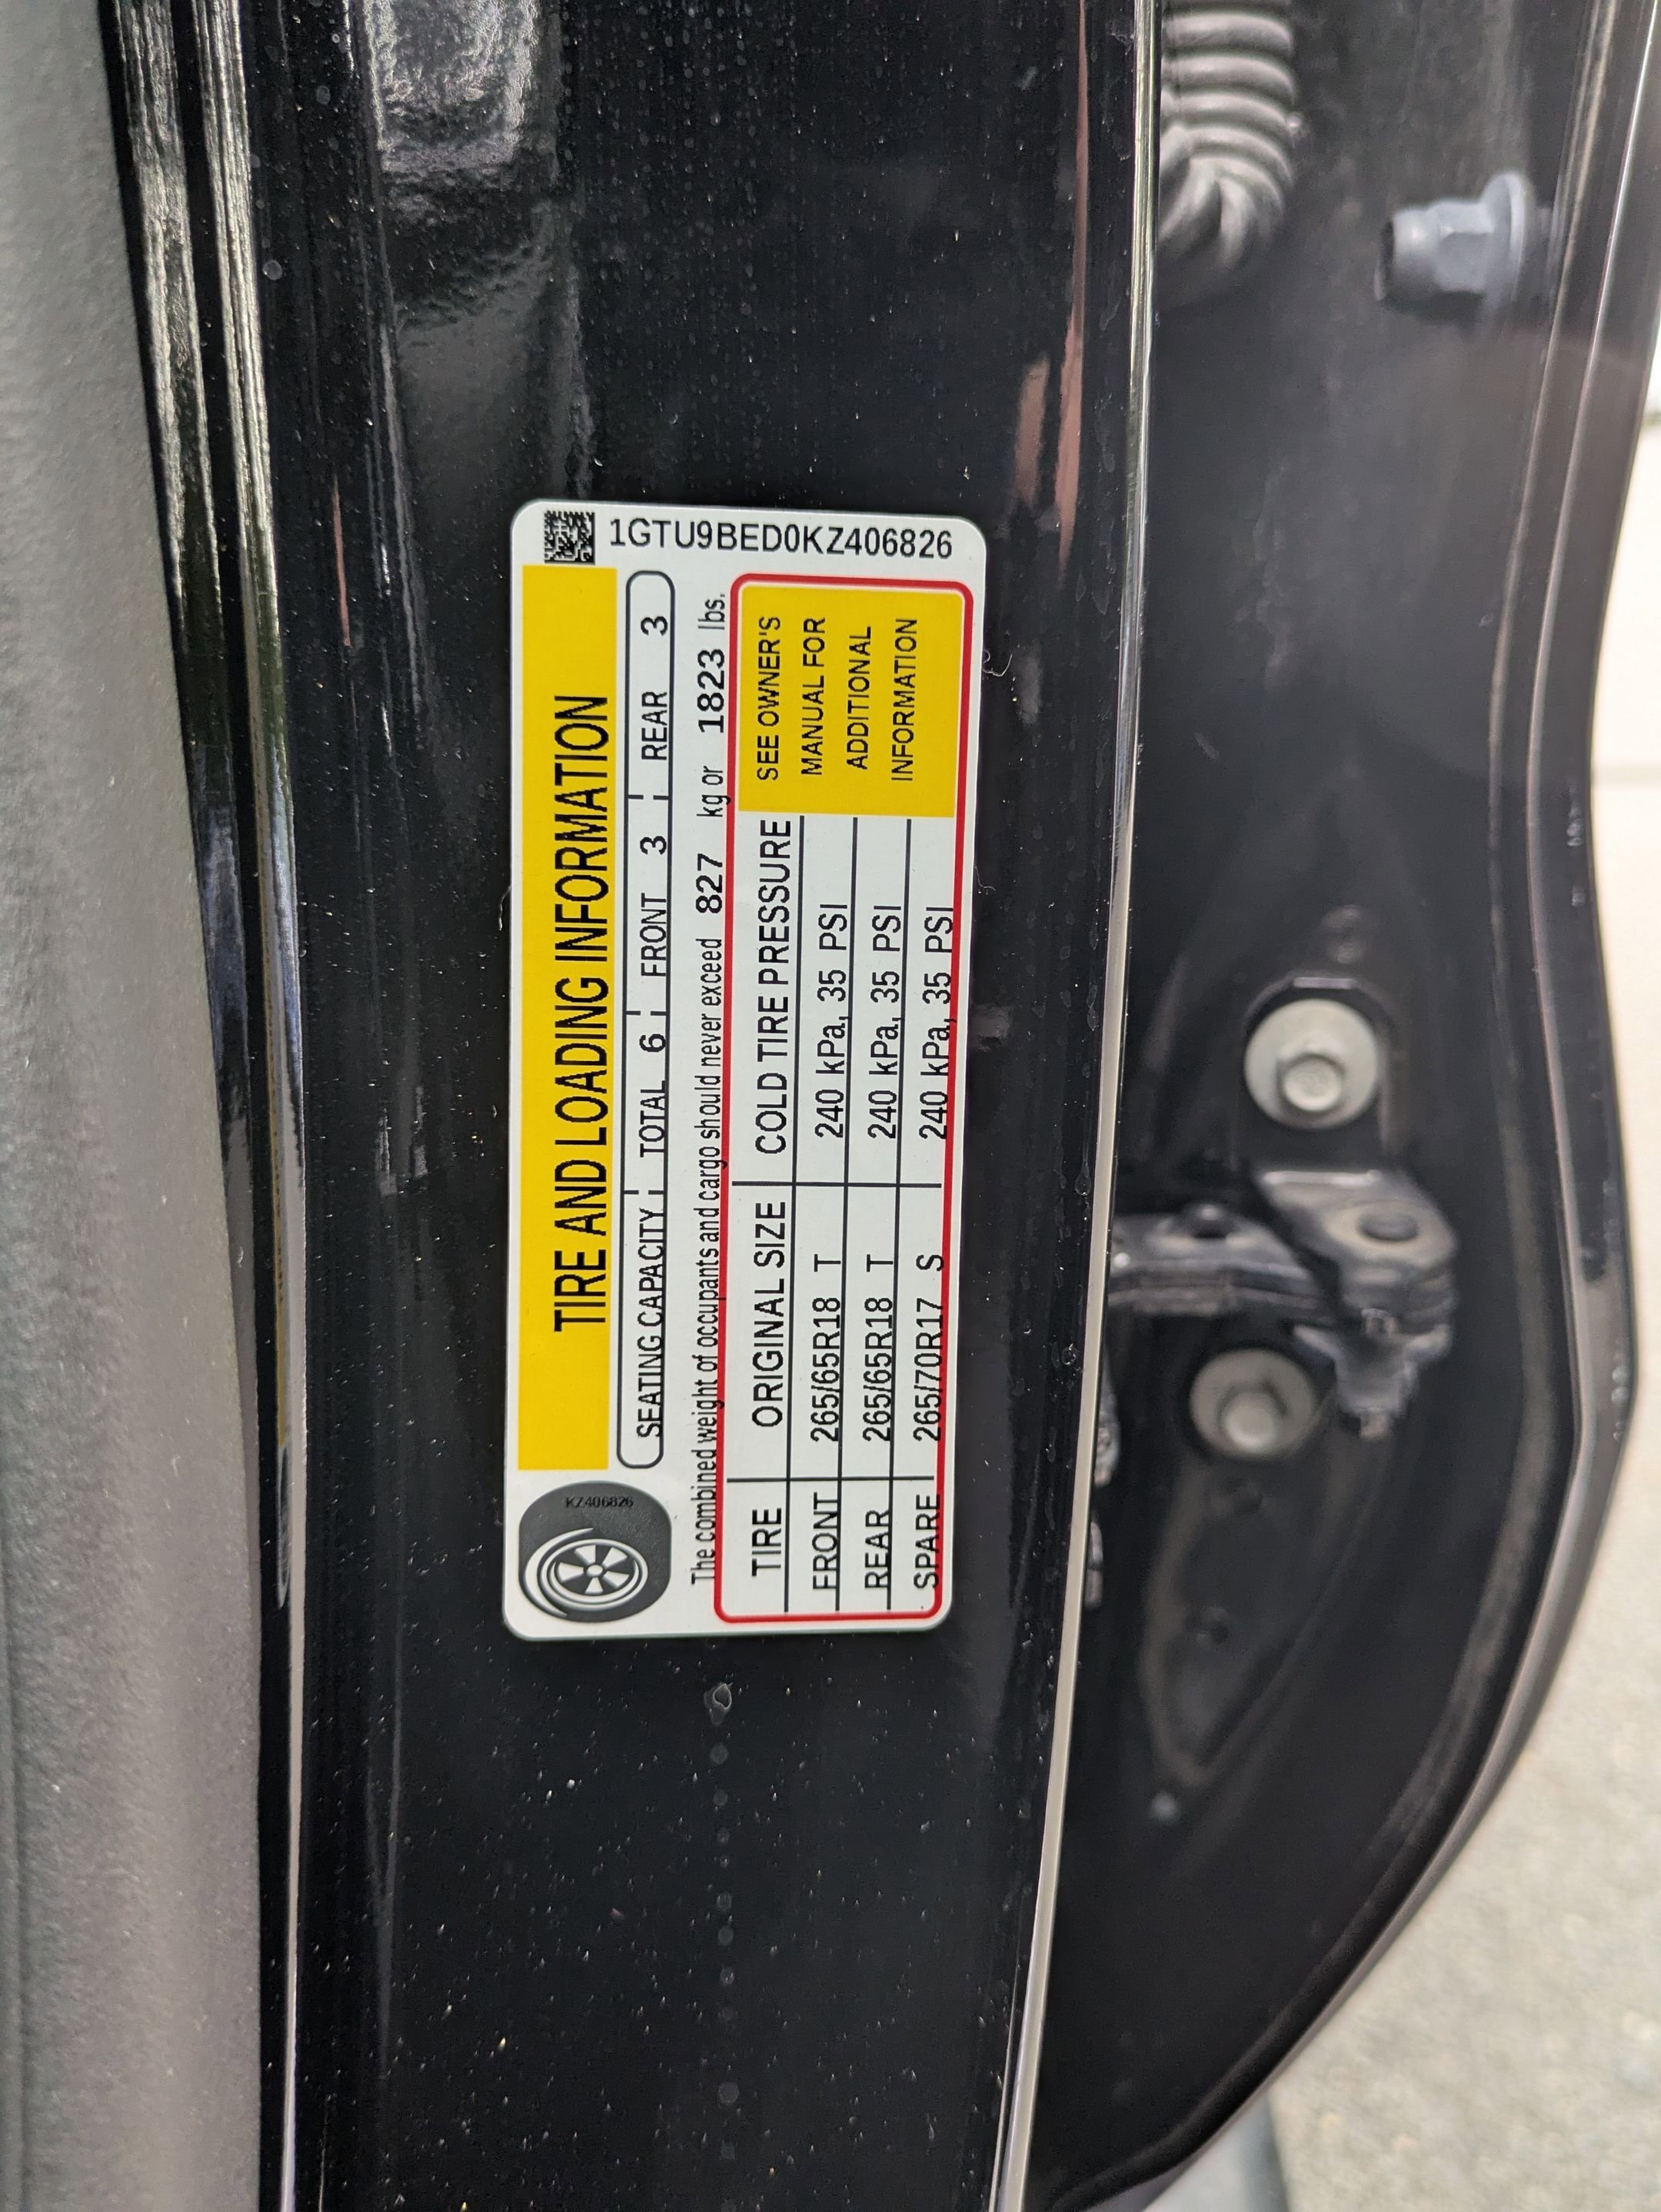 KZ406826
TIRE AND LOADING INFORMATION
SEATING CAPACITY TOTAL 6 FRONT 3 REAR 3
The combined weight of occupants and cargo should never exceed 827 kg or 1823 lbs.
TIRE ORIGINAL SIZE COLD TIRE PRESSURE
FRONT 265/65R18 T 240 kPa, 35 PSI
REAR 265/65R18 T 240 kPa, 35 PSI
SPARE 265/70R17 S 240 kPa, 35 PSI
SEE OWNER'S
MANUAL FOR
ADDITIONAL
INFORMATION
1GTU9BED0KZ406826